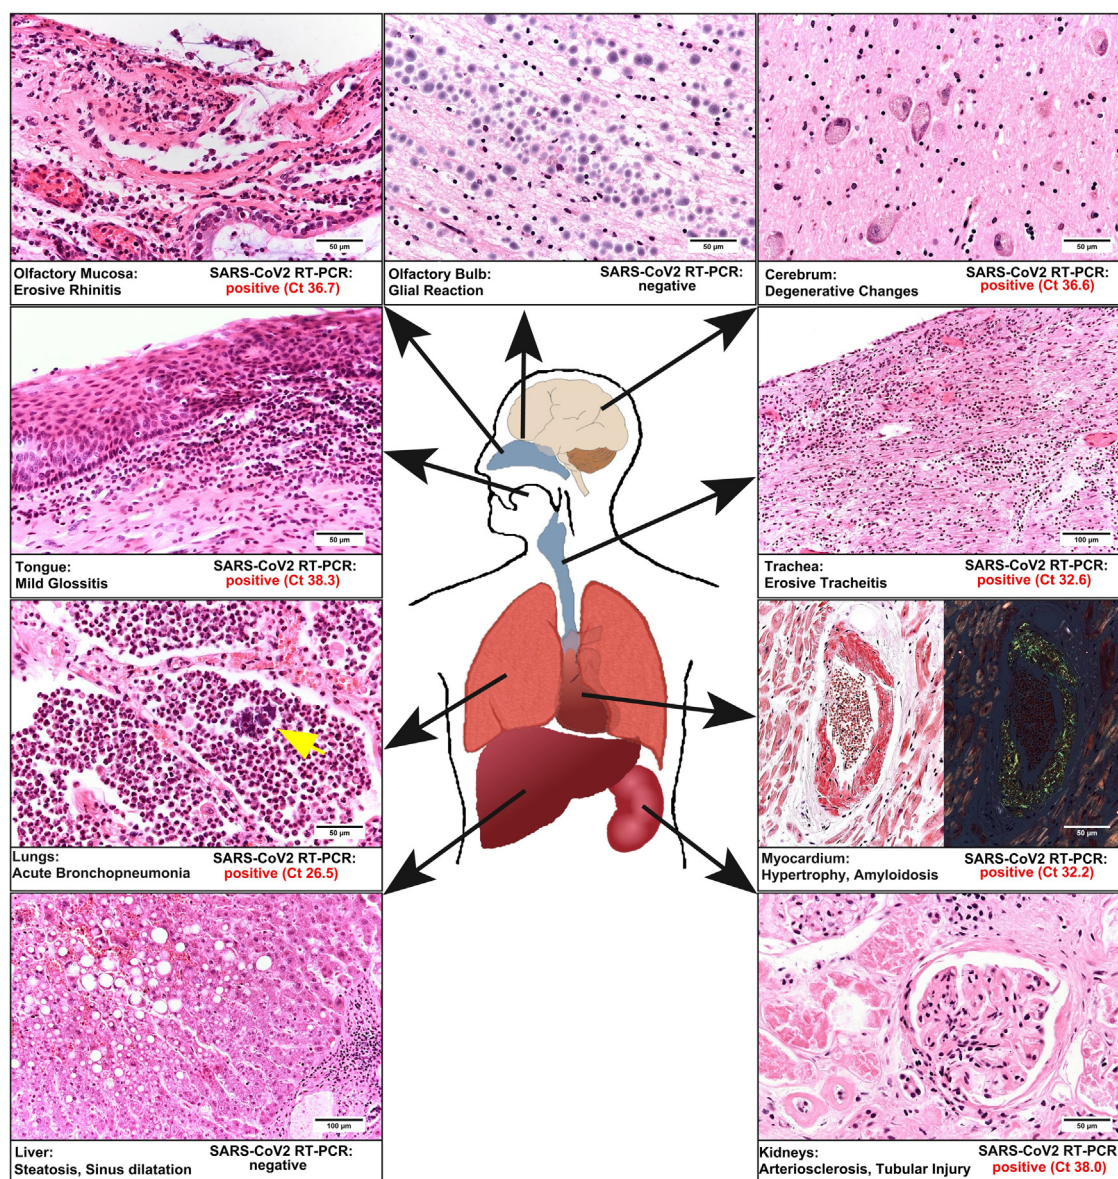 50 µm
50 µm
50 µm
Olfactory Mucosa: SARS-CoV2 RT-PCR:
Erosive Rhinitis positive (Ct 36.7)
Olfactory Bulb: SARS-CoV2 RT-PCR:
Glial Reaction negative
Cerebrum: SARS-CoV2 RT-PCR:
Degenerative Changes positive (Ct 36.6)
50 µm
100 µm
Tongue: SARS-CoV2 RT-PCR:
Mild Glossitis positive (Ct 38.3)
Trachea: SARS-CoV2 RT-PCR:
Erosive Tracheitis positive (Ct 32.6)
50 µm
50 µm
Lungs: SARS-CoV2 RT-PCR:
Acute Bronchopneumonia positive (Ct 26.5)
Myocardium: SARS-CoV2 RT-PCR:
Hypertrophy, Amyloidosis positive (Ct 32.2)
100 µm
50 µm
Liver: SARS-CoV2 RT-PCR:
Steatosis, Sinus dilatation negative
Kidneys: SARS-CoV2 RT-PCR
Arteriosclerosis, Tubular Injury positive (Ct 38.0)